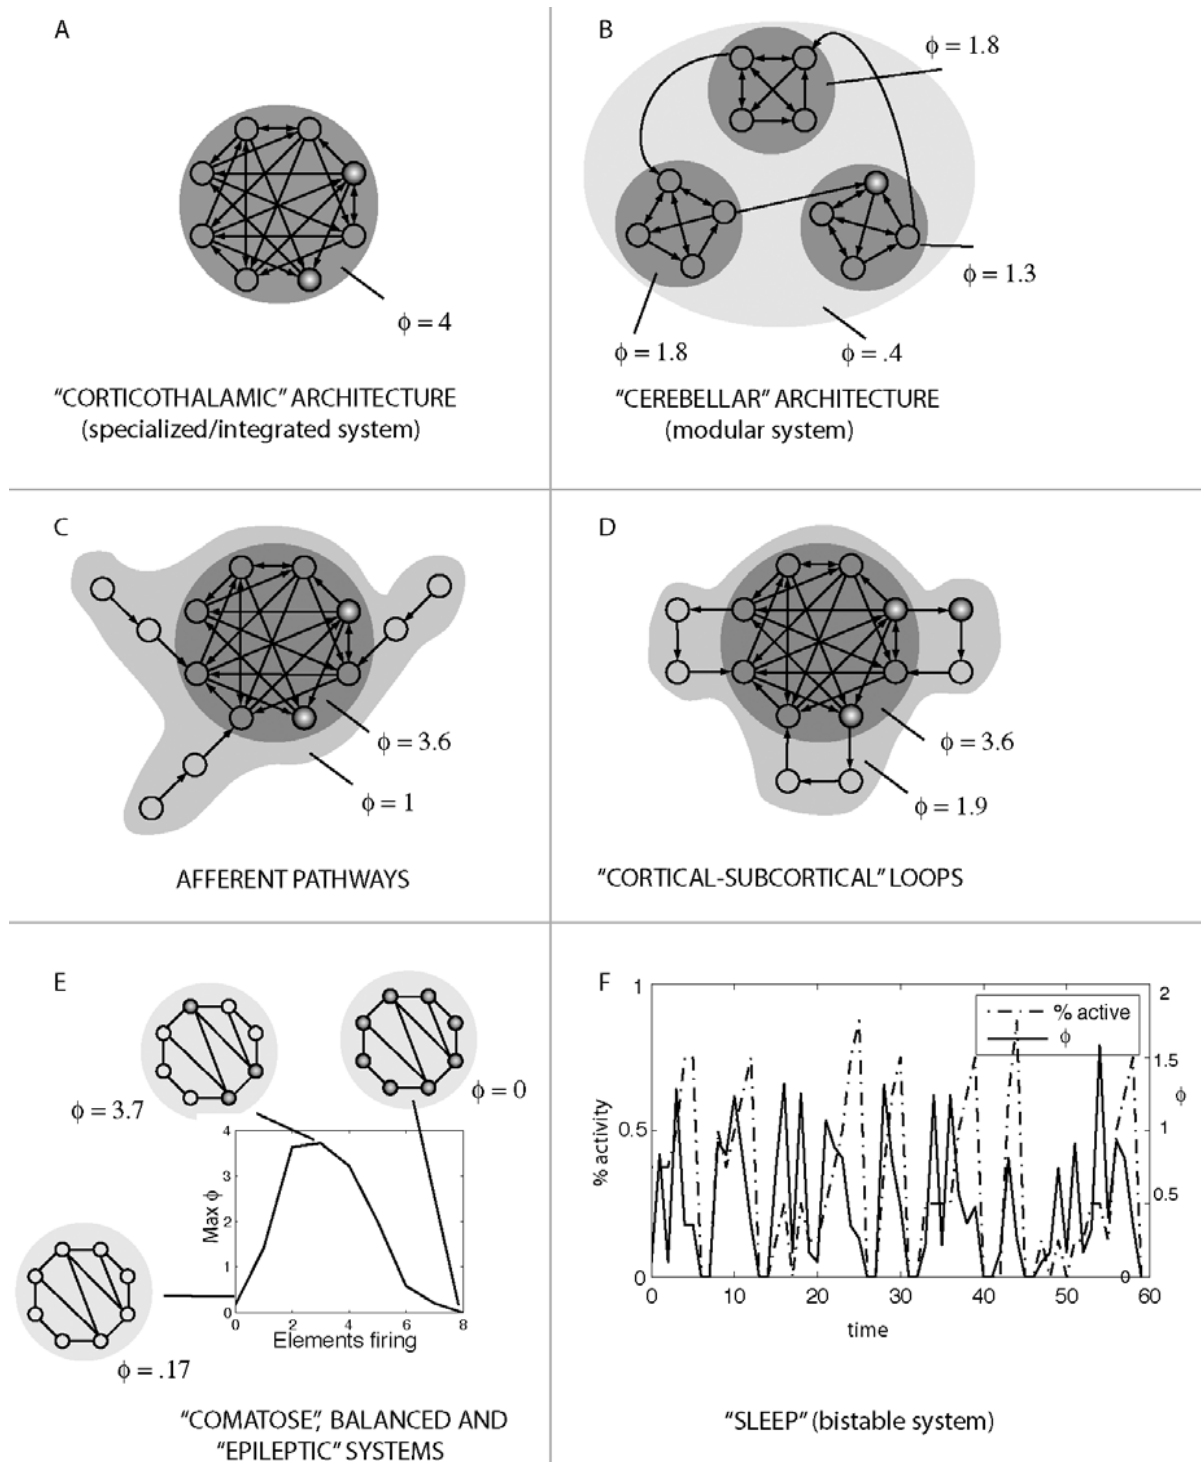 A
ϕ = 4
"CORTICOTHALAMIC" ARCHITECTURE
(specialized/integrated system)
B
ϕ = 1.8
ϕ = 1.3
ϕ = 1.8
ϕ = .4
"CEREBELLAR" ARCHITECTURE
(modular system)
C
ϕ = 3.6
ϕ = 1
AFFERENT PATHWAYS
D
ϕ = 3.6
ϕ = 1.9
"CORTICAL-SUBCORTICAL" LOOPS
E
ϕ = 3.7
ϕ = 0
4
3
2
1
0
Max ϕ
0 2 4 6 8
Elements firing
ϕ = .17
"COMATOSE", BALANCED AND
"EPILEPTIC" SYSTEMS
F
1
0.5
0
% activity
% active
ϕ
2
1.5
1
0.5
0
ϕ
0 10 20 30 40 50 60
time
"SLEEP" (bistable system)